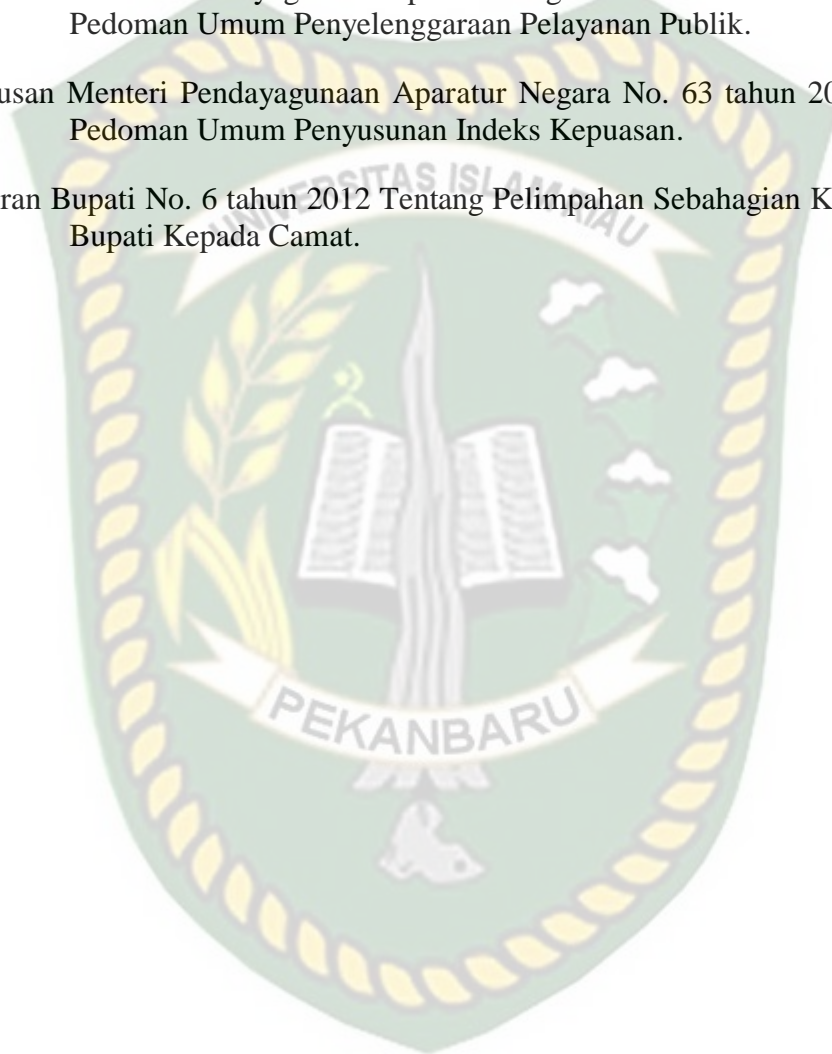 Pedoman Umum Penyelenggaraan Pelayanan Publik.
usan Menteri Pendayagunaan Aparatur Negara No. 63 tahun 20
Pedoman Umum Penyusunan Indeks Kepuasan.
ran Bupati No. 6 tahun 2012 Tentang Pelimpahan Sebahagian K
Bupati Kepada Camat.
UNIVERSITAS ISLAM RIAU
PEKANBARU